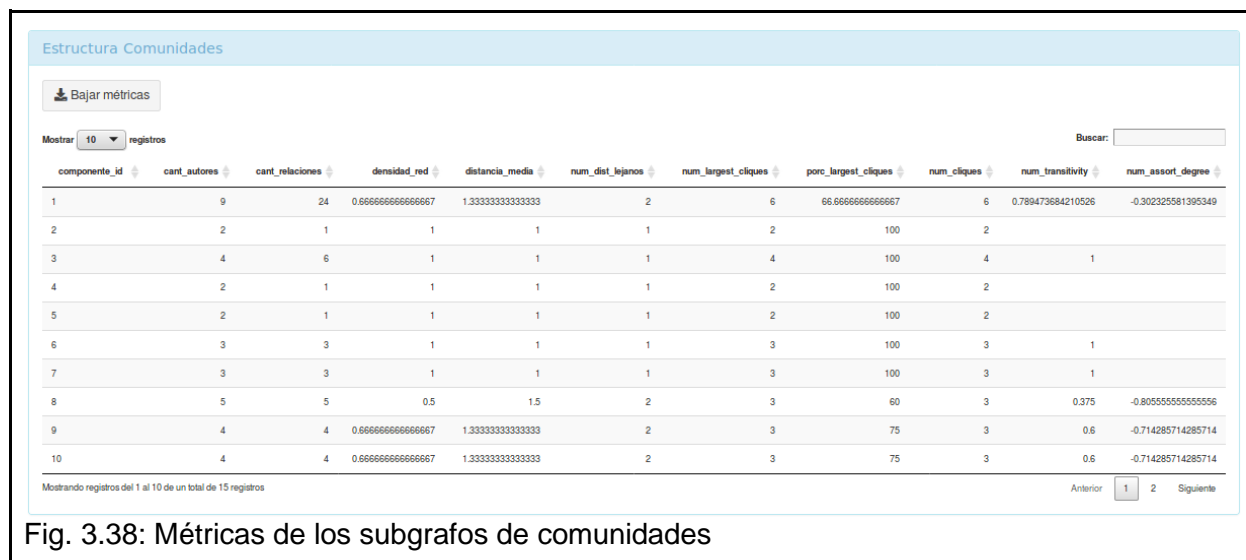 Estructura Comunidades
Bajar métricas
Mostrar 10 registros Buscar:
componente_id cant_autores cant_relaciones densidad_red distancia_media num_dist_lejanos num_largest_cliques porc_largest_cliques num_cliques num_transitivity num_assort_degree
1 9 24 0.666666666666667 1.33333333333333 2 6 66.6666666666667 6 0.789473684210526 -0.302325581395349
2 2 1 1 1 1 2 100 2
3 4 6 1 1 1 4 100 4 1
4 2 1 1 1 1 2 100 2
5 2 1 1 1 1 2 100 2
6 3 3 1 1 1 3 100 3 1
7 3 3 1 1 1 3 100 3 1
8 5 5 0.5 1.5 2 3 60 3 0.375 -0.805555555555556
9 4 4 0.666666666666667 1.33333333333333 2 3 75 3 0.6 -0.714285714285714
10 4 4 0.666666666666667 1.33333333333333 2 3 75 3 0.6 -0.714285714285714
Mostrando registros del 1 al 10 de un total de 15 registros Anterior 1 2 Siguiente
Fig. 3.38: Métricas de los subgrafos de comunidades